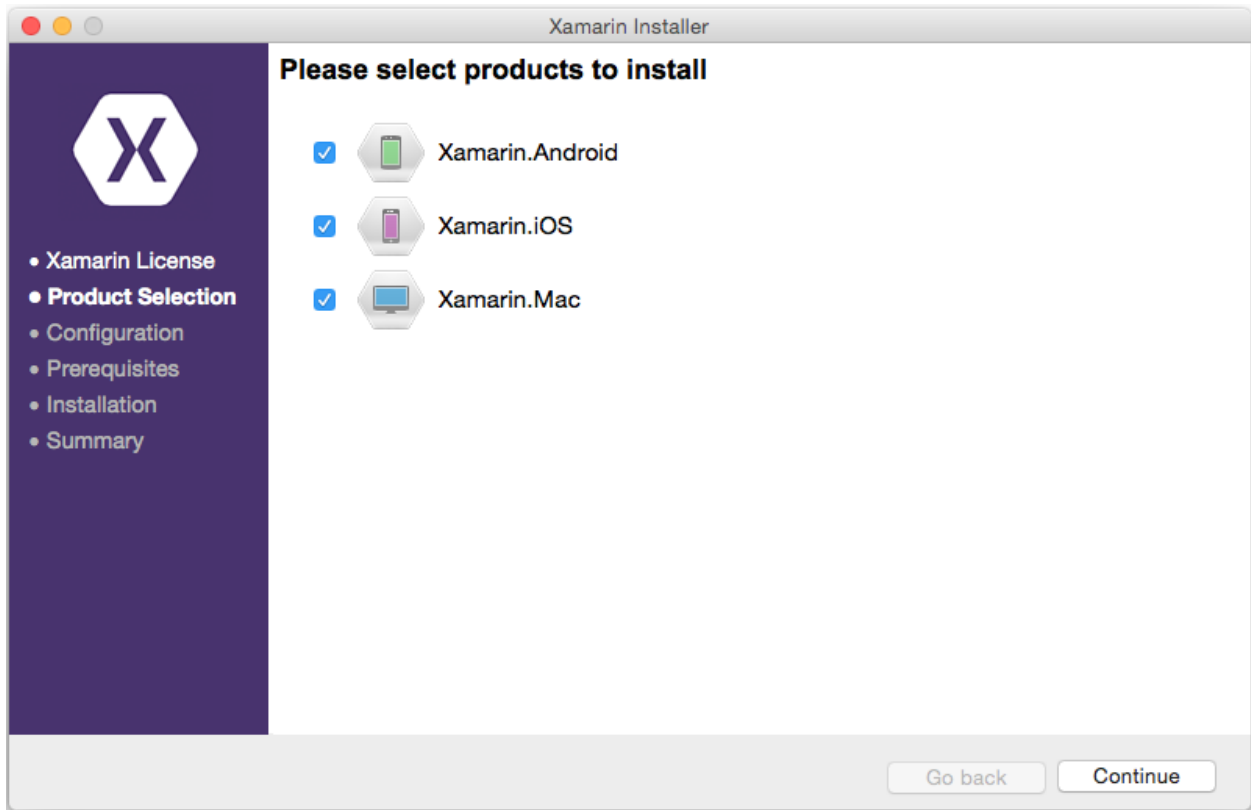 Xamarin Installer
Please select products to install
Xamarin.Android
Xamarin.iOS
Xamarin.Mac
• Xamarin License
• Product Selection
• Configuration
• Prerequisites
• Installation
• Summary
Go back
Continue